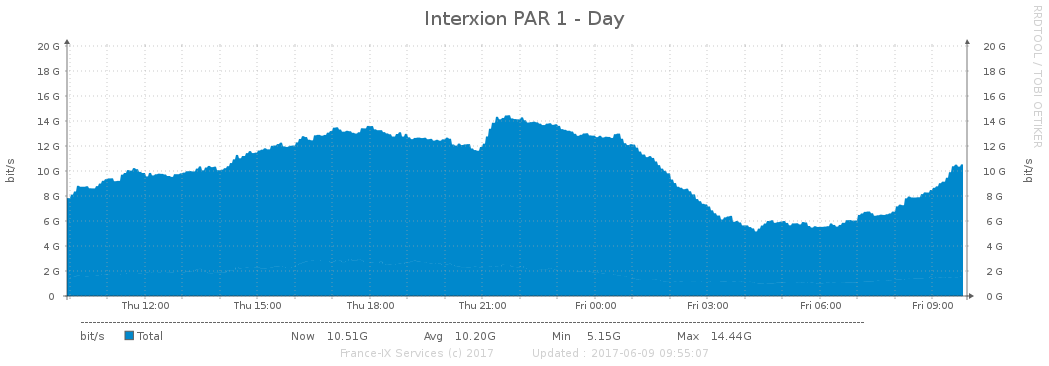 Interxion PAR 1 - Day
RRDTOOL / TOBI OETIKER
bit/s
20 G
18 G
16 G
14 G
12 G
10 G
8 G
6 G
4 G
2 G
0
20 G
18 G
16 G
14 G
12 G
10 G
8 G
6 G
4 G
2 G
0 G
bit/s
Thu 12:00 Thu 15:00 Thu 18:00 Thu 21:00 Fri 00:00 Fri 03:00 Fri 06:00 Fri 09:00
bit/s Total Now 10.51G Avg 10.20G Min 5.15G Max 14.44G
France-IX Services (c) 2017 Updated : 2017-06-09 09:55:07